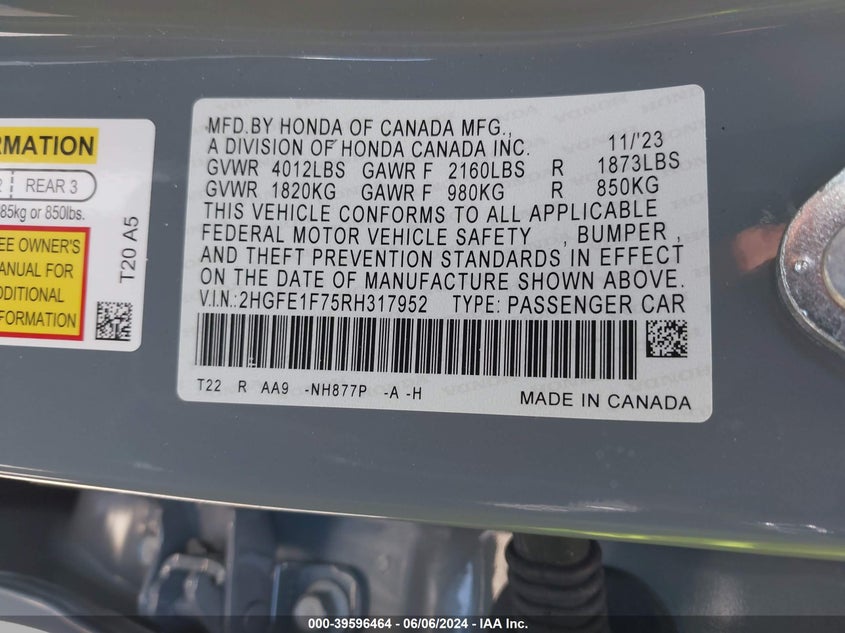 RMATION
2 REAR 3
85kg or 850lbs.
EE OWNER'S
ANUAL FOR
DDITIONAL
FORMATION
T20 A5
MFD.BY HONDA OF CANADA MFG.,
A DIVISION OF HONDA CANADA INC. 11/'23
GVWR 4012LBS GAWR F 2160LBS R 1873LBS
GVWR 1820KG GAWR F 980KG R 850KG
THIS VEHICLE CONFORMS TO ALL APPLICABLE
FEDERAL MOTOR VEHICLE SAFETY , BUMPER ,
AND THEFT PREVENTION STANDARDS IN EFFECT
ON THE DATE OF MANUFACTURE SHOWN ABOVE.
V.I.N.:2HGFE1F75RH317952 TYPE: PASSENGER CAR
T22 R AA9 -NH877P -A -H
MADE IN CANADA
000-39596464 - 06/06/2024 - IAA Inc.